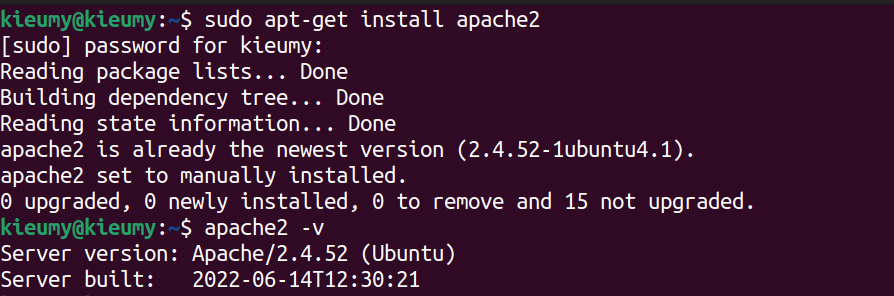 kieumy@kieumy:~$ sudo apt-get install apache2
[sudo] password for kieumy:
Reading package lists... Done
Building dependency tree... Done
Reading state information... Done
apache2 is already the newest version (2.4.52-1ubuntu4.1).
apache2 set to manually installed.
0 upgraded, 0 newly installed, 0 to remove and 15 not upgraded.
kieumy@kieumy:~$ apache2 -v
Server version: Apache/2.4.52 (Ubuntu)
Server built:   2022-06-14T12:30:21